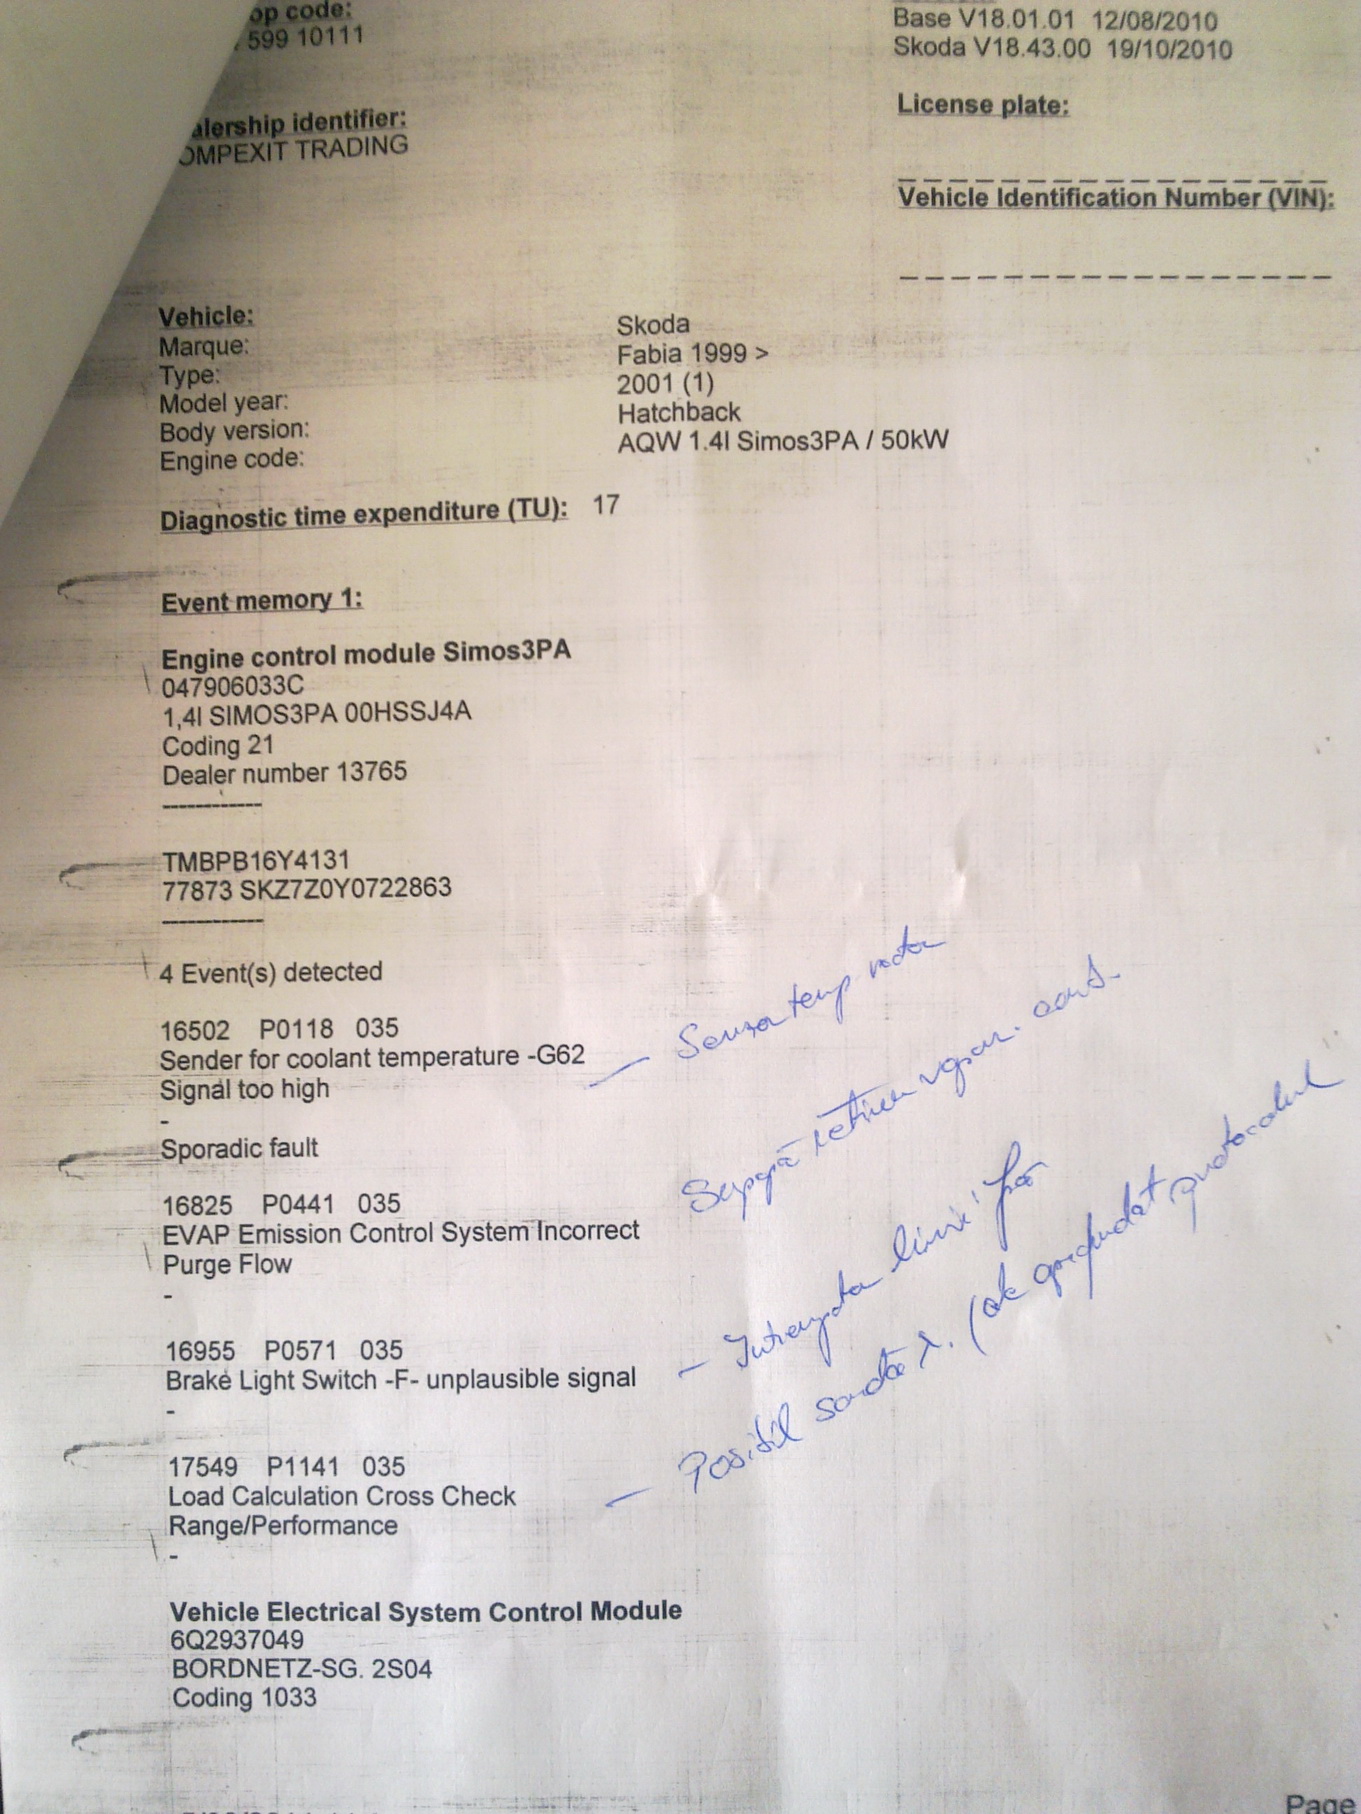 op code:
599 10111
Base V18.01.01 12/08/2010
Skoda V18.43.00 19/10/2010
alership identifier:
OMPEXIT TRADING
License plate:
Vehicle Identification Number (VIN):
Vehicle:
Marque: Skoda
Type: Fabia 1999 >
Model year: 2001 (1)
Body version: Hatchback
Engine code: AQW 1.4l Simos3PA / 50kW
Diagnostic time expenditure (TU): 17
Event memory 1:
Engine control module Simos3PA
047906033C
1,4l SIMOS3PA 00HSSJ4A
Coding 21
Dealer number 13765
------------
TMBPB16Y4131
77873 SKZ7Z0Y0722863
------------
4 Event(s) detected
16502 P0118 035
Sender for coolant temperature -G62
Signal too high
-
Sporadic fault
— Senzor temp
16825 P0441 035
EVAP Emission Control System Incorrect
Purge Flow
-
Supapă
16955 P0571 035
Brake Light Switch -F- unplausible signal
-
17549 P1141 035
Load Calculation Cross Check
Range/Performance
-
— Posibil sondă λ.
Vehicle Electrical System Control Module
6Q2937049
BORDNETZ-SG. 2S04
Coding 1033
Page